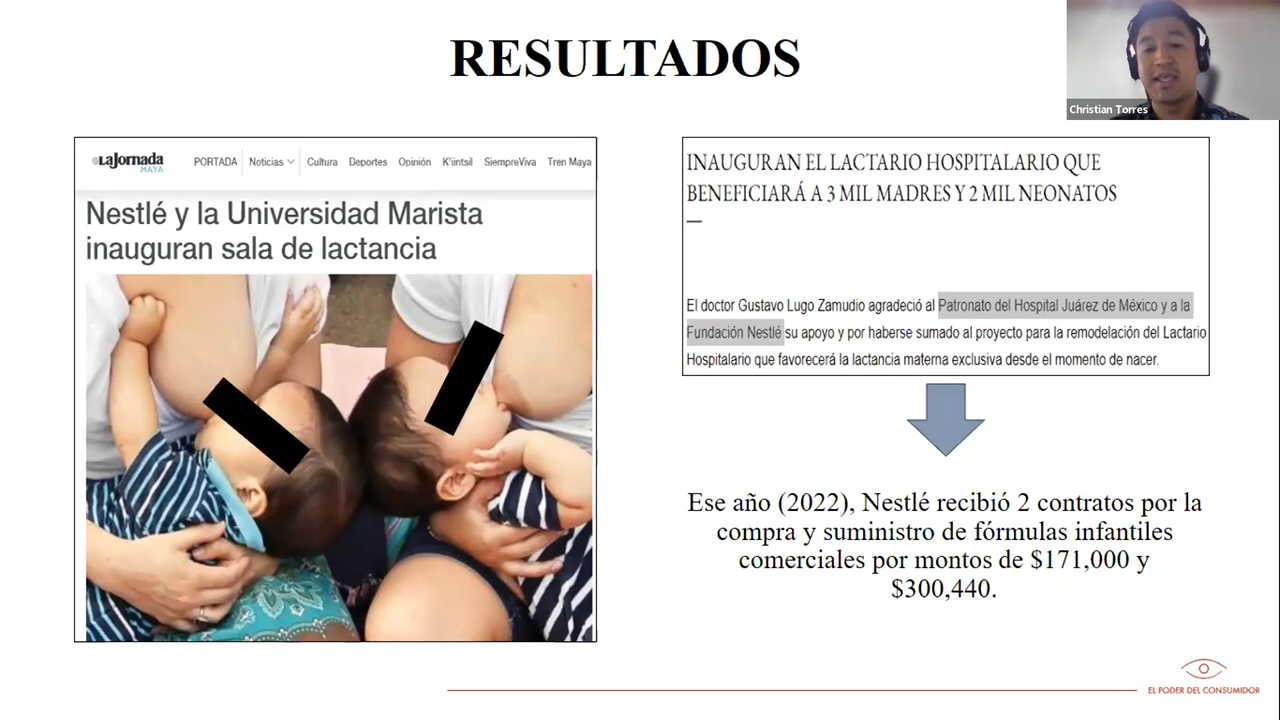 RESULTADOS
Christian Torres
LaJornada
MAYA
PORTADA Noticias Cultura Deportes Opinión K'iintsil SiempreViva Tren Maya
Nestlé y la Universidad Marista
inauguran sala de lactancia
INAUGURAN EL LACTARIO HOSPITALARIO QUE
BENEFICIARÁ A 3 MIL MADRES Y 2 MIL NEONATOS
—
El doctor Gustavo Lugo Zamudio agradeció al Patronato del Hospital Juárez de México y a la
Fundación Nestlé su apoyo y por haberse sumado al proyecto para la remodelación del Lactario
Hospitalario que favorecerá la lactancia materna exclusiva desde el momento de nacer.
Ese año (2022), Nestlé recibió 2 contratos por la
compra y suministro de fórmulas infantiles
comerciales por montos de $171,000 y
$300,440.
EL PODER DEL CONSUMIDOR